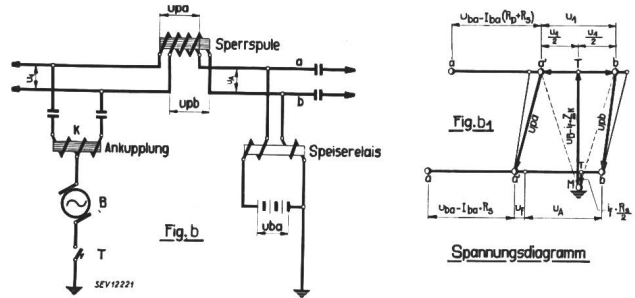 upa
Sperrspule
a
b
u₁
upb
K
Ankupplung
Speiserelais
B
uba
Fig. b
T
SEV12221
uba-Iba(Rp+Rs)
u₁
u₁/2
u₁/2
a
a'
T
b
Fig.b1
upa
upb
a
a'
M
T
b
uba-Iba·Rs
uT
uA
Spannungsdiagramm